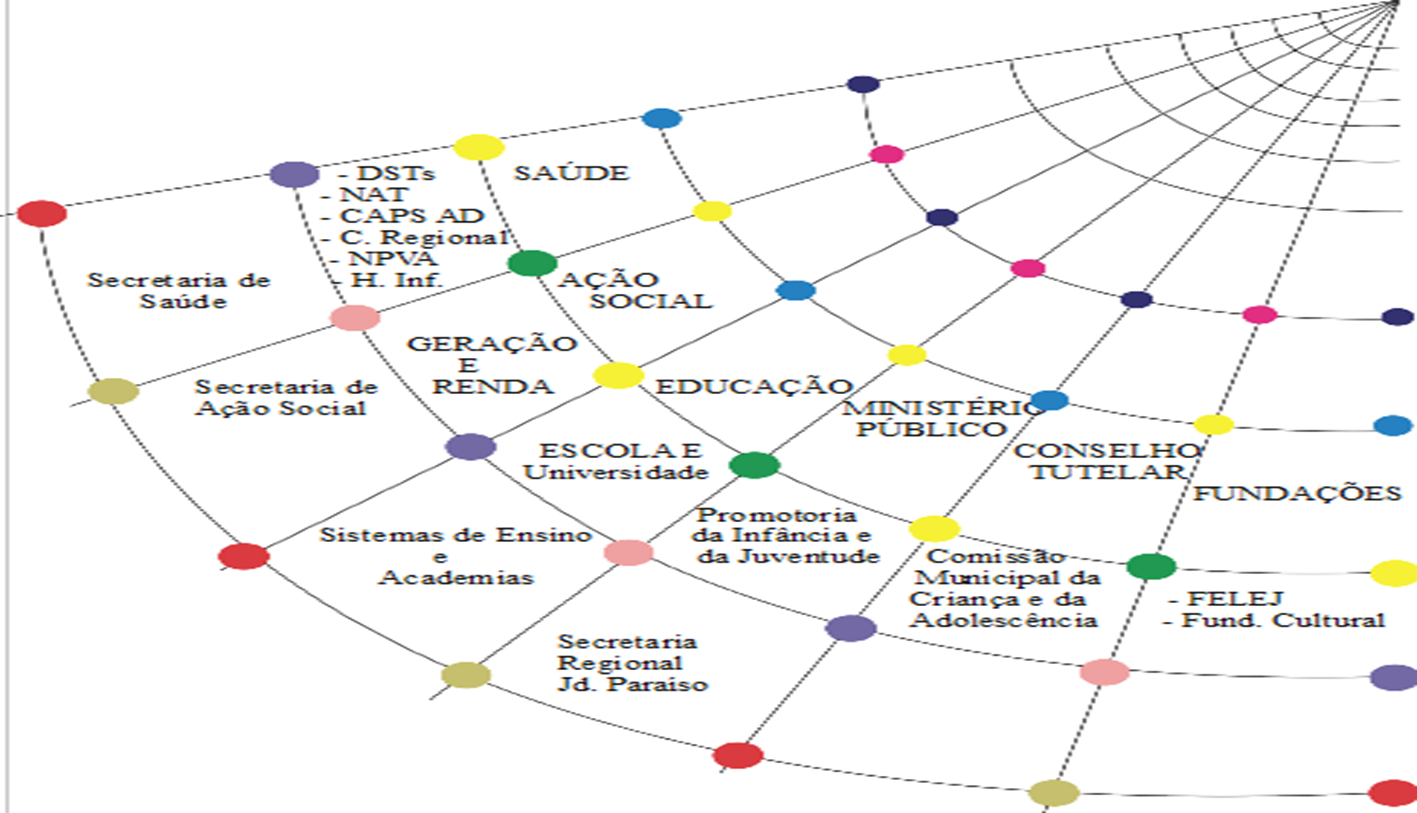 - DSTs
- NAT
- CAPS AD
- C. Regional
- NPVA
- H. Inf.
SAÚDE
Secretaria de
Saúde
AÇÃO
SOCIAL
GERAÇÃO
E
RENDA
Secretaria de
Ação Social
EDUCAÇÃO
ESCOLA E
Universidade
Sistemas de Ensino
e
Academias
MINISTÉRIO
PÚBLICO
Promotoria
da Infância e
da Juventude
Secretaria
Regional
Jd. Paraiso
CONSELHO
TUTELAR
Comissão
Municipal da
Criança e da
Adolescência
FUNDAÇÕES
- FELEJ
- Fund. Cultural